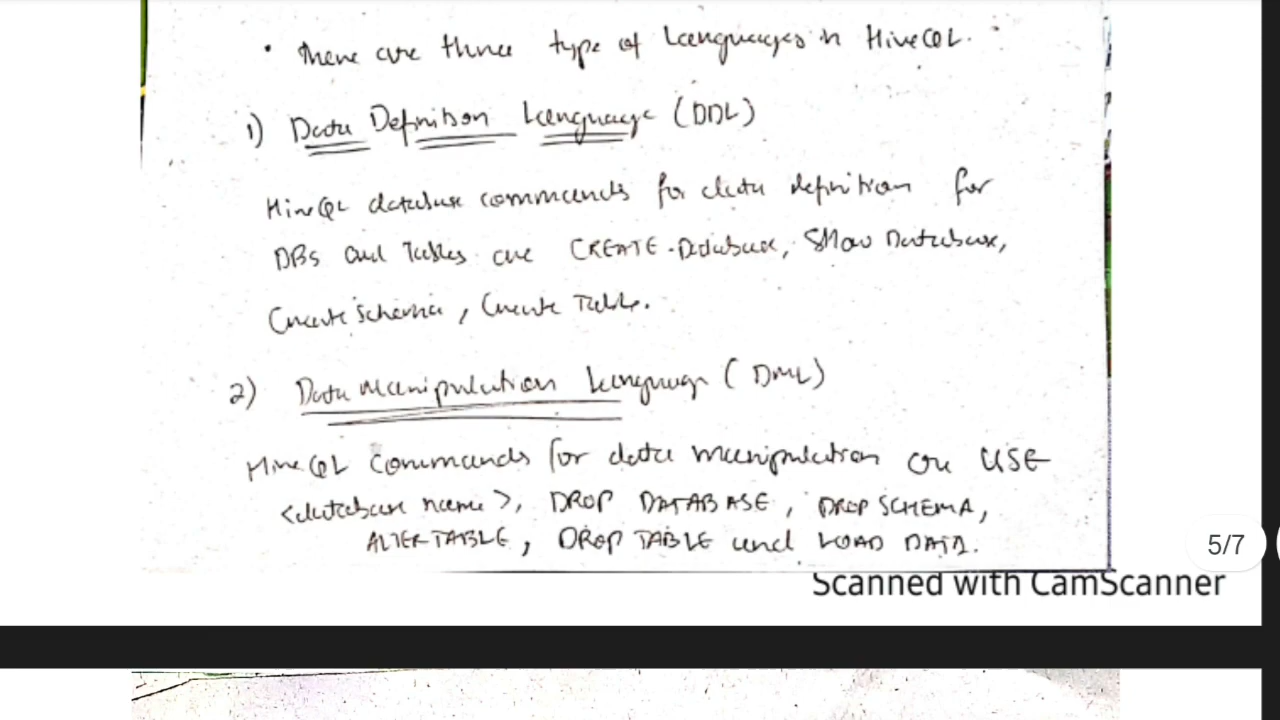 • There are three type of Languages in HiveQL.
1) Data Definition Language (DDL)
HiveQL database commands for data definition for
DBs and Tables are CREATE Database, Show Database,
Create Schema, Create Table.
2) Data Manipulation Language (DML)
HiveQL Commands for data manipulation are USE
<database name>, DROP DATABASE, DROP SCHEMA,
ALTER TABLE, DROP TABLE and LOAD DATA.
5/7
Scanned with CamScanner